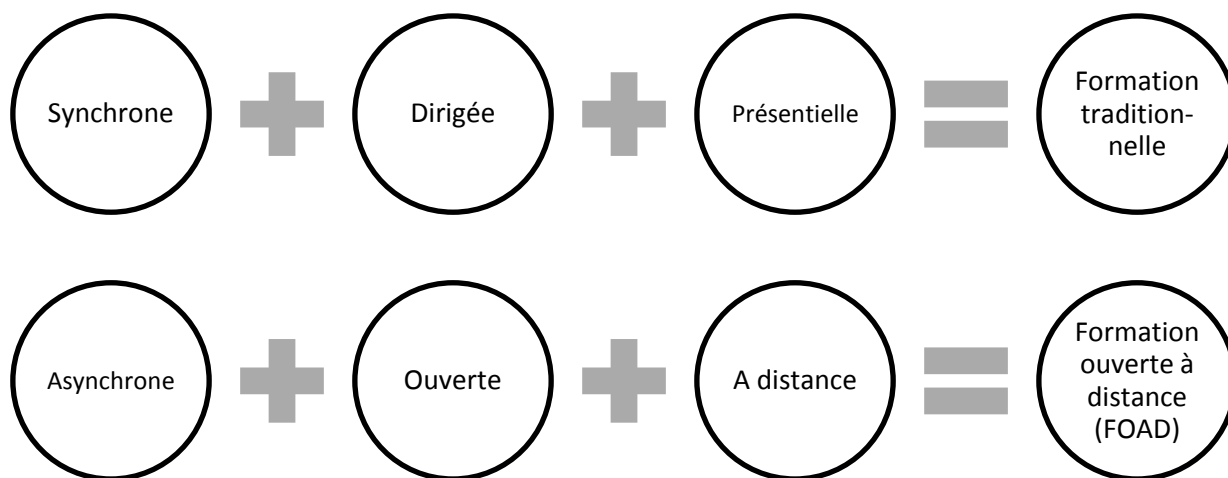 Synchrone
Dirigée
Présentielle
Formation
tradition-
nelle
Asynchrone
Ouverte
A distance
Formation
ouverte à
distance
(FOAD)